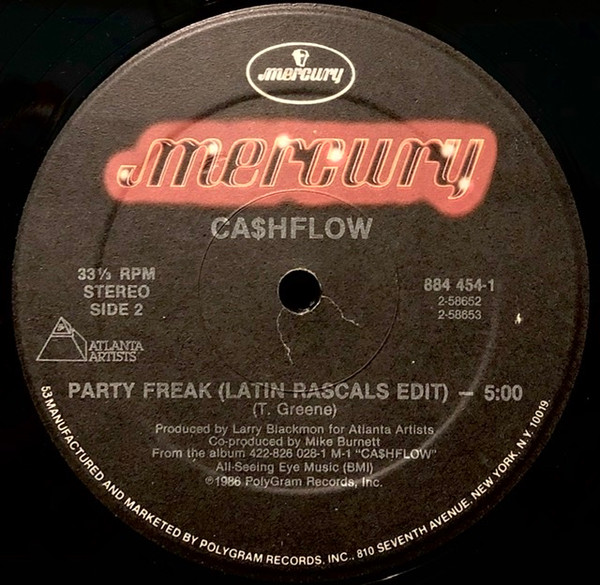 mercury
mercury
CA$HFLOW
33⅓ RPM
STEREO
SIDE 2
884 454-1
2-58652
2-58653
ATLANTA
ARTISTS
PARTY FREAK (LATIN RASCALS EDIT) — 5:00
(T. Greene)
Produced by Larry Blackmon for Atlanta Artists
Co-produced by Mike Burnett
From the album 422-826 028-1 M-1 "CA$HFLOW"
All-Seeing Eye Music (BMI)
℗1986 PolyGram Records, Inc.
53 MANUFACTURED AND MARKETED BY POLYGRAM RECORDS, INC., 810 SEVENTH AVENUE, NEW YORK, N.Y. 10019.